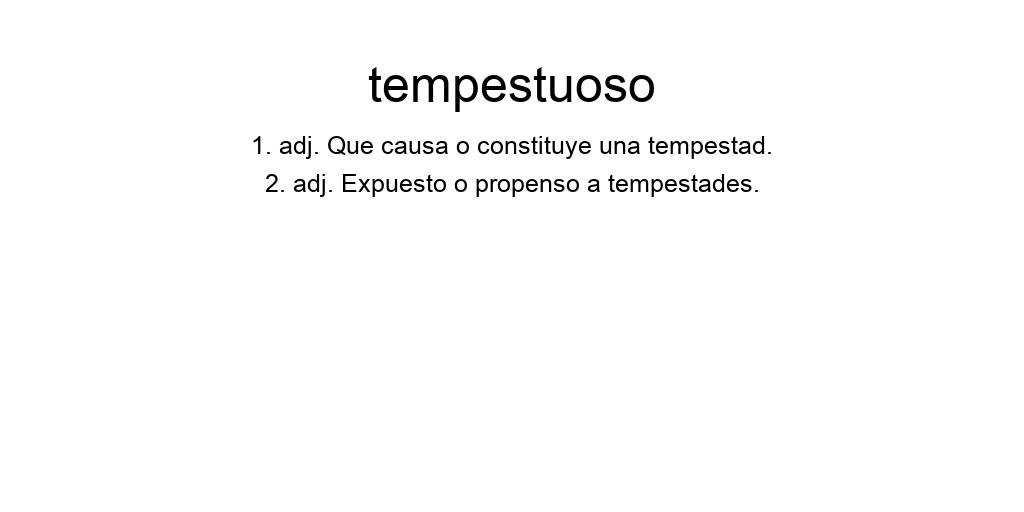 tempestuoso
1. adj. Que causa o constituye una tempestad.
2. adj. Expuesto o propenso a tempestades.